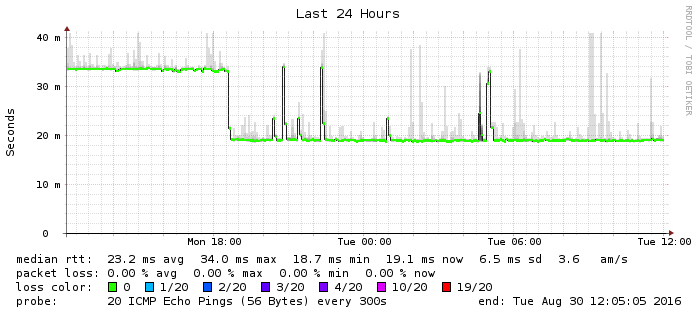 Last 24 Hours
RRDTOOL / TOBI OETIKER
Seconds
40 m
30 m
20 m
10 m
0
Mon 18:00 Tue 00:00 Tue 06:00 Tue 12:00
median rtt: 23.2 ms avg 34.0 ms max 18.7 ms min 19.1 ms now 6.5 ms sd 3.6 am/s
packet loss: 0.00 % avg 0.00 % max 0.00 % min 0.00 % now
loss color: 0 1/20 2/20 3/20 4/20 10/20 19/20
probe: 20 ICMP Echo Pings (56 Bytes) every 300s end: Tue Aug 30 12:05:05 2016